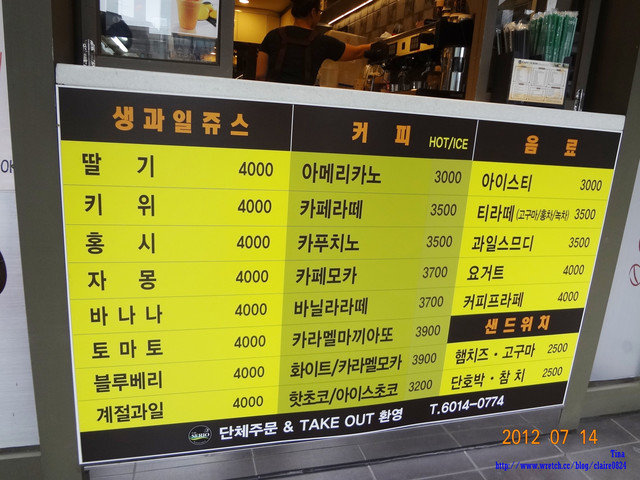 생과일쥬스
딸 기 4000
키 위 4000
홍 시 4000
자 몽 4000
바 나 나 4000
토 마 토 4000
블루베리 4000
계절과일 4000
커 피 HOT/ICE
아메리카노 3000
카페라떼 3500
카푸치노 3500
카페모카 3700
바닐라라떼 3700
카라멜마끼아또 3900
화이트/카라멜모카 3900
핫초코/아이스초코 3200
음 료
아이스티 3000
티라떼(고구마/홍차/녹차) 3500
과일스므디 3500
요거트 4000
커피프라페 4000
샌드위치
햄치즈・고구마 2500
단호박・참 치 2500
단체주문 & TAKE OUT 환영 T.6014-0774
2012 07 14
Tina
http://www.wretch.cc/blog/claire0824